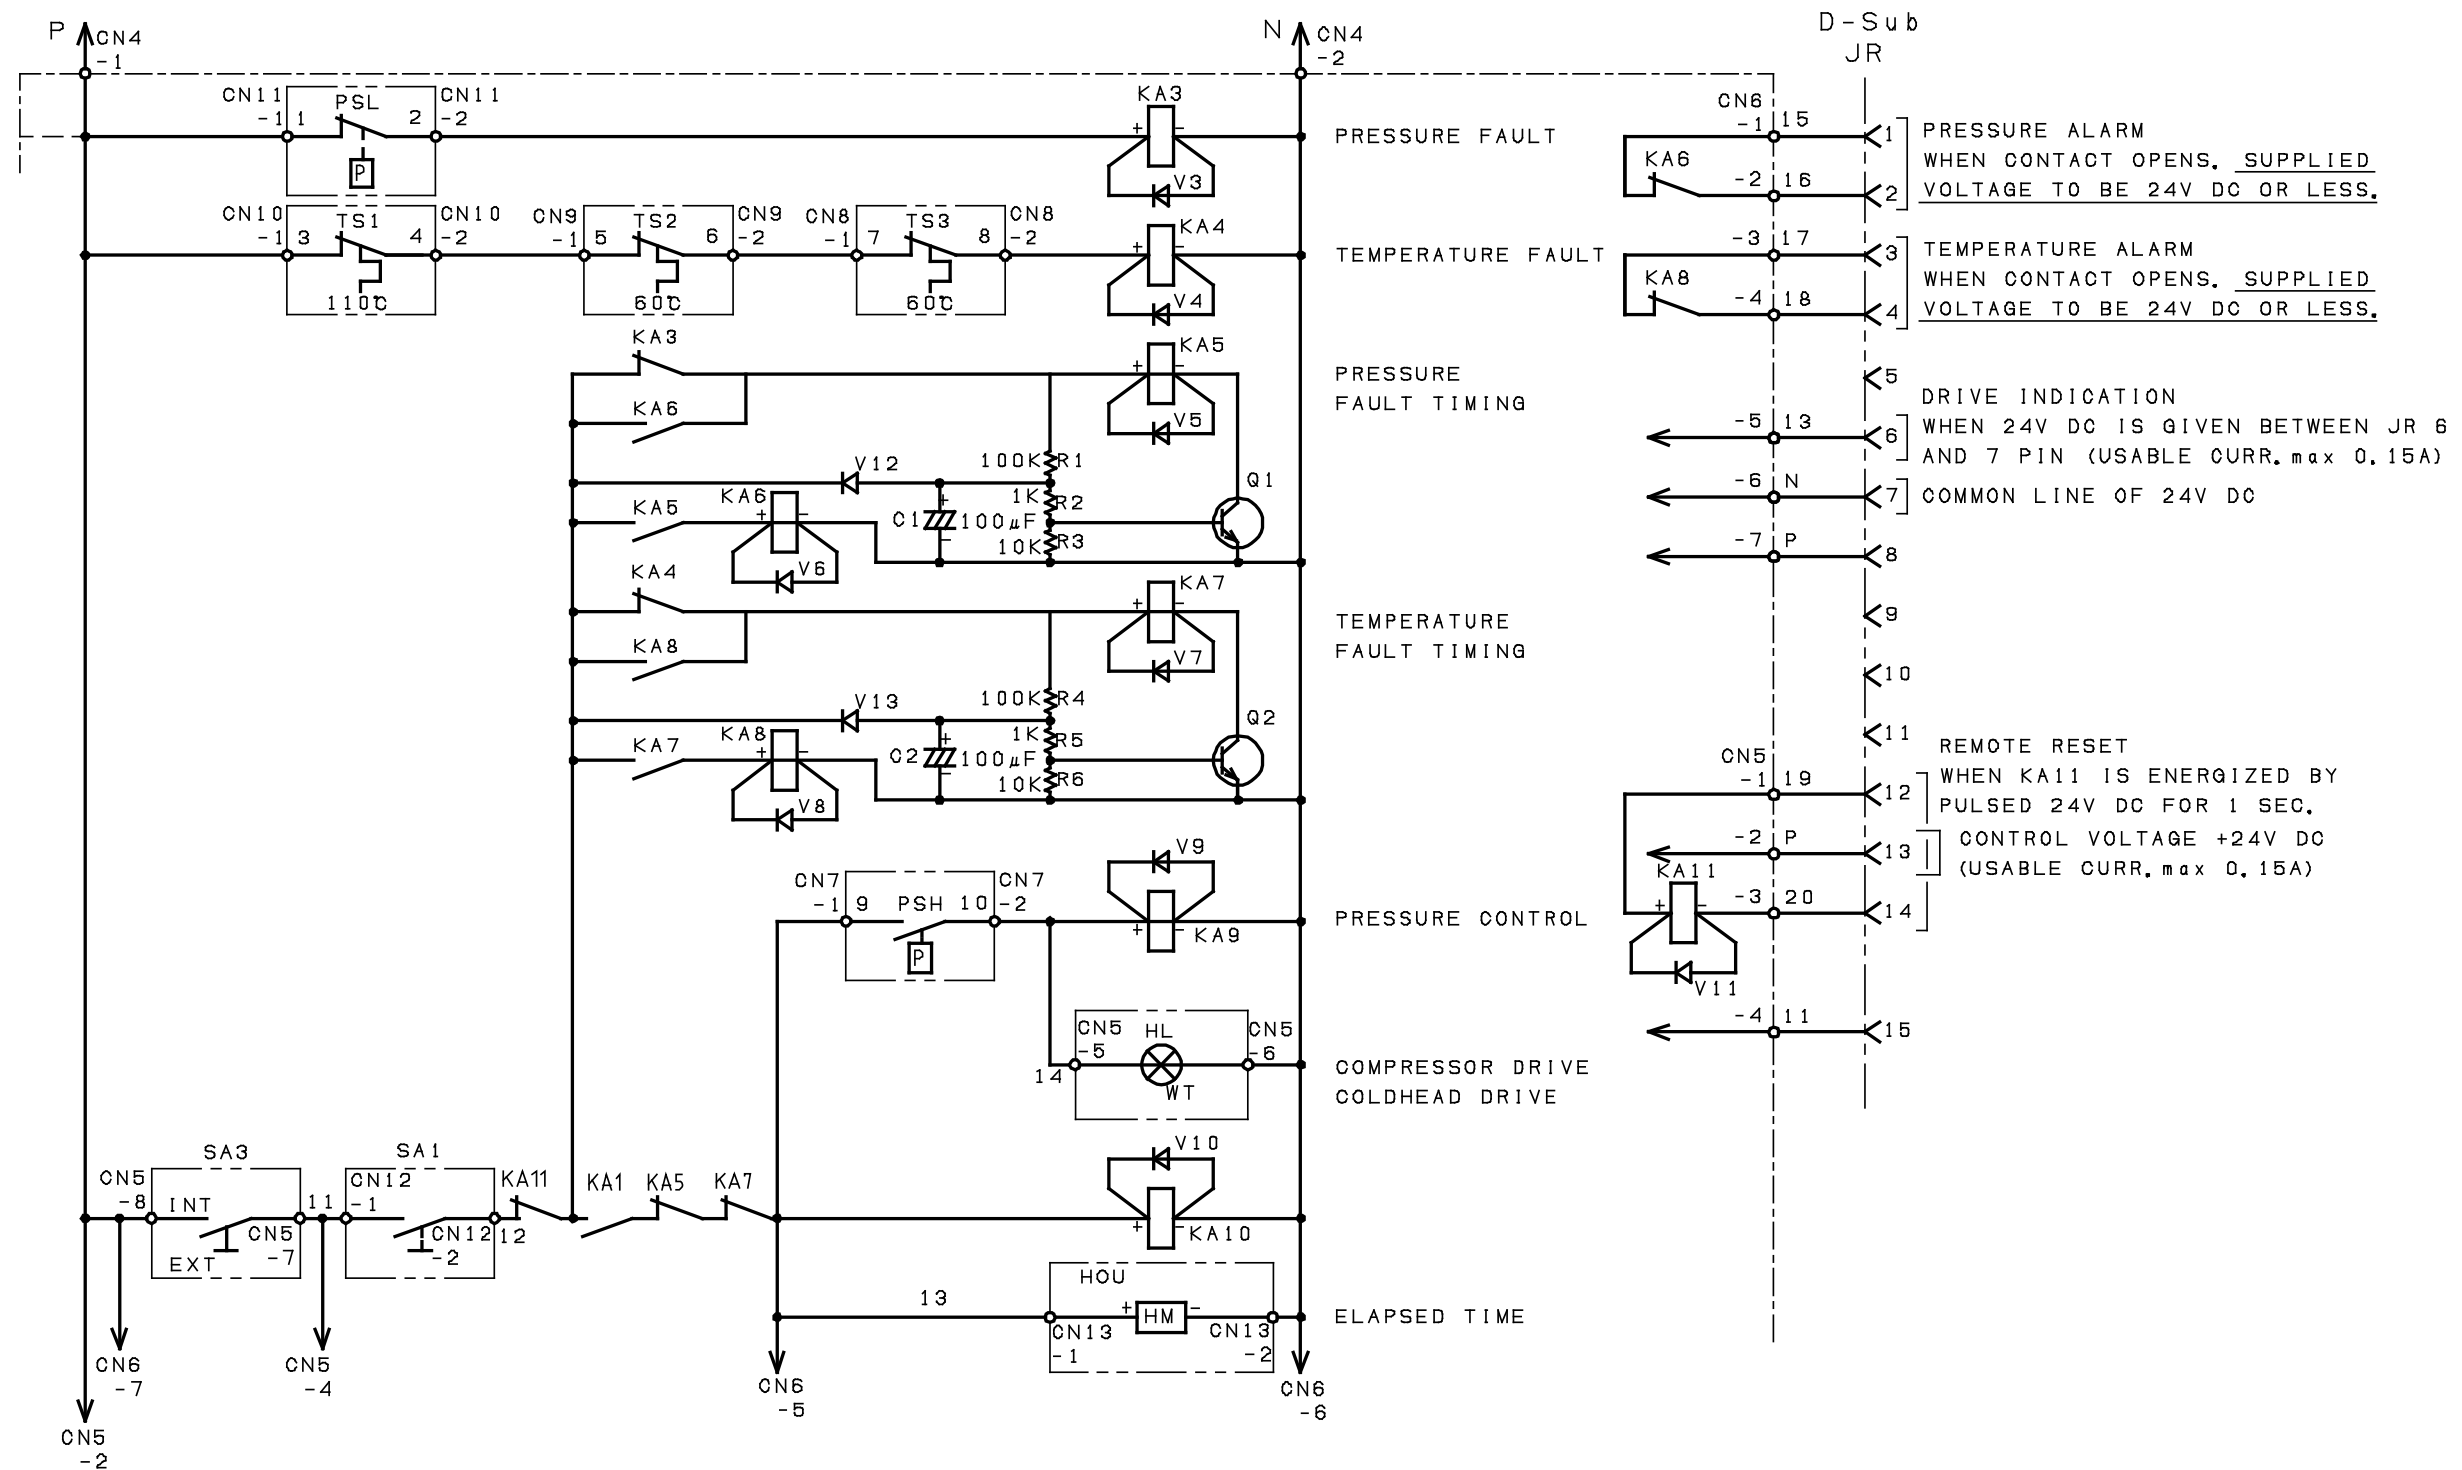 P
CN4
-1
N
CN4
-2
D-Sub
JR
CN11
-1
1
PSL
2
CN11
-2
P
KA3
+
-
V3
PRESSURE FAULT
CN6
-1
15
1
KA6
-2
16
2
PRESSURE ALARM
WHEN CONTACT OPENS. SUPPLIED
VOLTAGE TO BE 24V DC OR LESS.
CN10
-1
3
TS1
4
CN10
-2
110℃
CN9
-1
5
TS2
6
CN9
-2
60℃
CN8
-1
7
TS3
8
CN8
-2
60℃
KA4
+
-
V4
TEMPERATURE FAULT
-3
17
3
KA8
-4
18
4
TEMPERATURE ALARM
WHEN CONTACT OPENS. SUPPLIED
VOLTAGE TO BE 24V DC OR LESS.
KA3
KA6
KA5
+
-
V5
PRESSURE
FAULT TIMING
5
-5
13
6
DRIVE INDICATION
WHEN 24V DC IS GIVEN BETWEEN JR 6
AND 7 PIN (USABLE CURR.max 0.15A)
V12
100K
R1
Q1
-6
N
7
COMMON LINE OF 24V DC
KA5
KA6
+
-
V6
C1
+
100μF
-
1K
R2
10K
R3
-7
P
8
KA4
KA8
KA7
+
-
V7
TEMPERATURE
FAULT TIMING
9
10
V13
100K
R4
Q2
11
KA7
KA8
+
-
V8
C2
+
100μF
-
1K
R5
10K
R6
CN5
-1
19
12
REMOTE RESET
WHEN KA11 IS ENERGIZED BY
PULSED 24V DC FOR 1 SEC.
-2
P
13
CONTROL VOLTAGE +24V DC
(USABLE CURR.max 0.15A)
KA11
+
-
-3
20
14
V11
CN7
-1
9
PSH
10
CN7
-2
P
V9
+
-
KA9
PRESSURE CONTROL
-4
11
15
CN5
-5
HL
CN5
-6
14
WT
COMPRESSOR DRIVE
COLDHEAD DRIVE
SA3
CN5
-8
INT
EXT
CN5
-7
11
SA1
CN12
-1
CN12
-2
12
KA11
KA1
KA5
KA7
V10
+
-
KA10
13
HOU
+
HM
-
CN13
-1
CN13
-2
ELAPSED TIME
CN6
-7
CN5
-4
CN6
-5
CN6
-6
CN5
-2